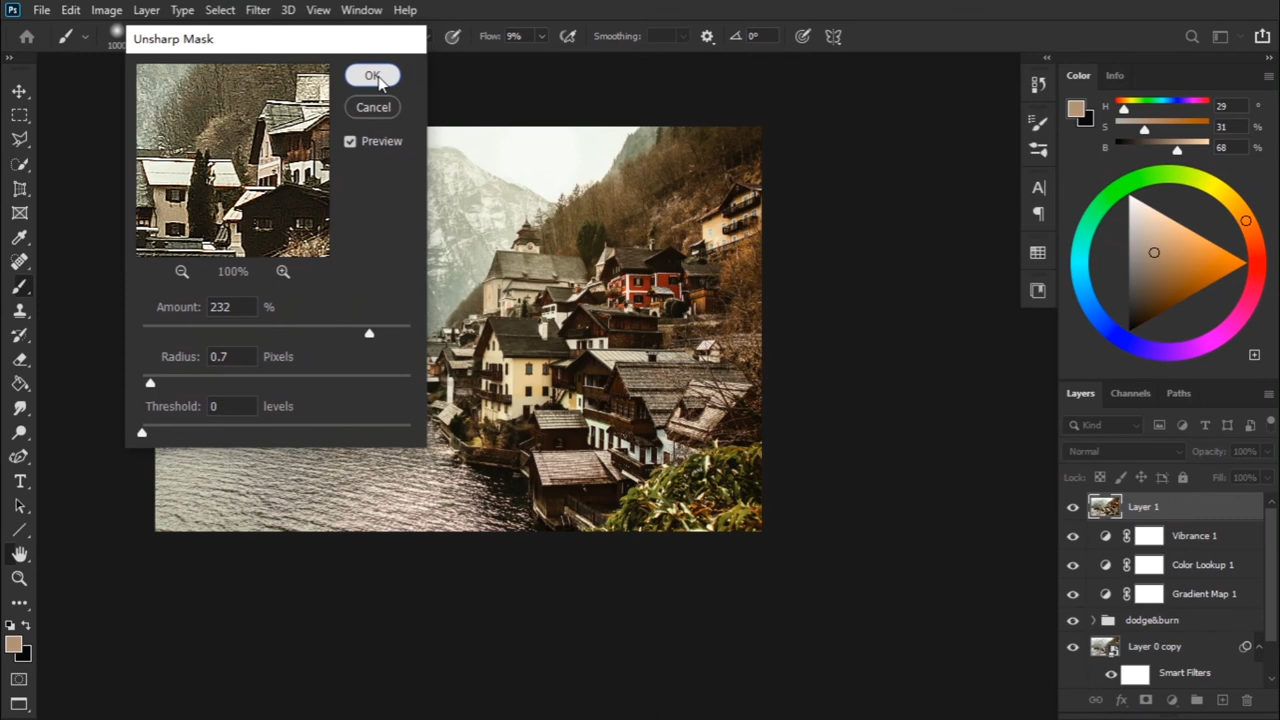 Ps File Edit Image Layer Type Select Filter 3D View Window Help
1000 Flow: 9% Smoothing: 0°
Unsharp Mask
OK
Cancel
Preview
100%
Amount: 232 %
Radius: 0.7 Pixels
Threshold: 0 levels
Color Info
H 29 °
S 31 %
B 68 %
Layers Channels Paths
Kind
Normal Opacity: 100%
Lock: Fill: 100%
Layer 1
Vibrance 1
Color Lookup 1
Gradient Map 1
dodge&burn
Layer 0 copy
Smart Filters